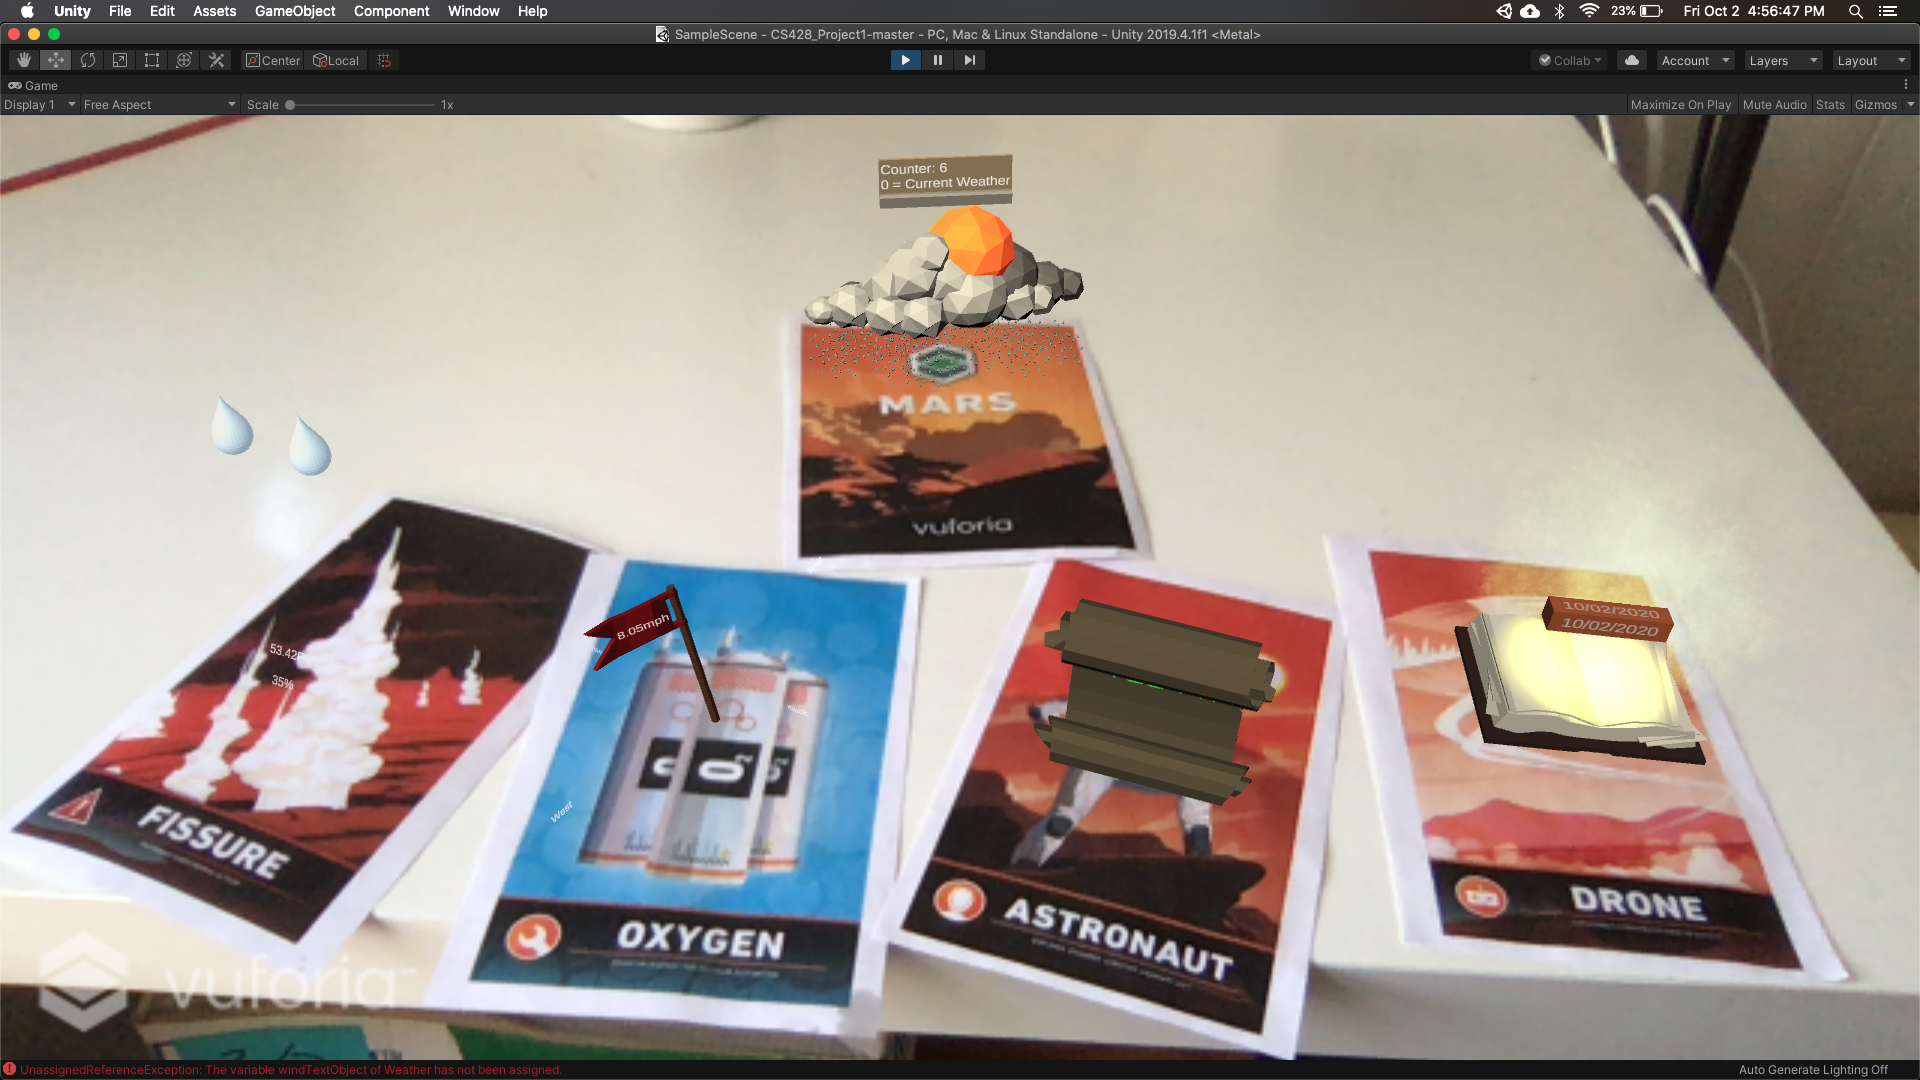 Unity File Edit Assets GameObject Component Window Help
23% Fri Oct 2 4:56:47 PM
SampleScene - CS428_Project1-master - PC, Mac & Linux Standalone - Unity 2019.4.1f1 <Metal>
Center Local
Collab Account Layers Layout
Game
Display 1 Free Aspect Scale 1x
Maximize On Play Mute Audio Stats Gizmos
Counter: 6
0 = Current Weather
MARS
vuforia
10/02/2020
10/02/2020
8.05mph
53.42F
35%
West
FISSURE
OXYGEN
ASTRONAUT
DRONE
vuforia
UnassignedReferenceException: The variable windTextObject of Weather has not been assigned.
Auto Generate Lighting Off